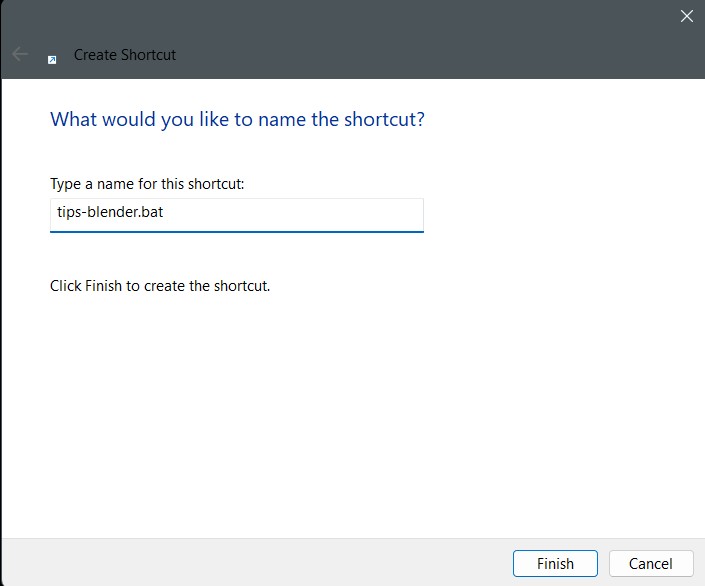 Create Shortcut
What would you like to name the shortcut?
Type a name for this shortcut:
tips-blender.bat
Click Finish to create the shortcut.
Finish
Cancel